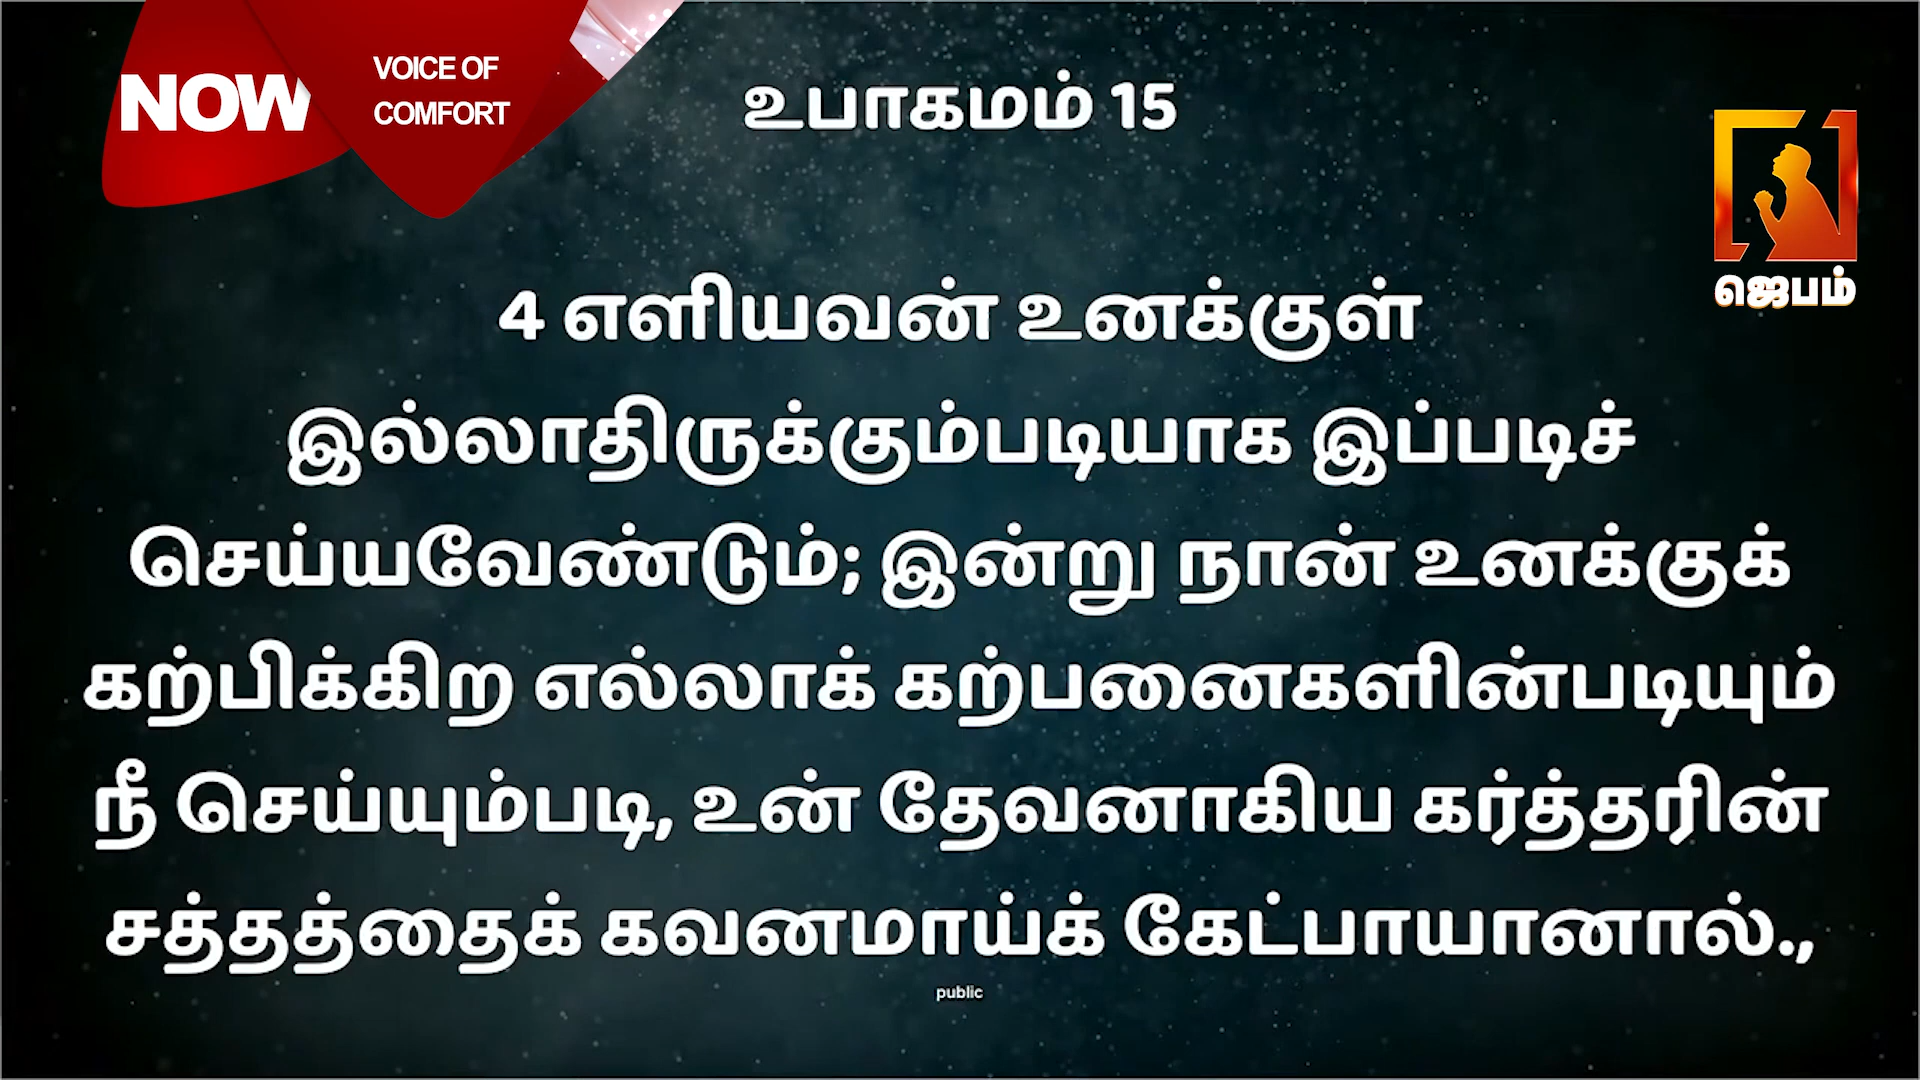 NOW
VOICE OF
COMFORT
உபாகமம் 15
ஜெபம்
4 எளியவன் உனக்குள்
இல்லாதிருக்கும்படியாக இப்படிச்
செய்யவேண்டும்; இன்று நான் உனக்குக்
கற்பிக்கிற எல்லாக் கற்பனைகளின்படியும்
நீ செய்யும்படி, உன் தேவனாகிய கர்த்தரின்
சத்தத்தைக் கவனமாய்க் கேட்பாயானால்.,
public